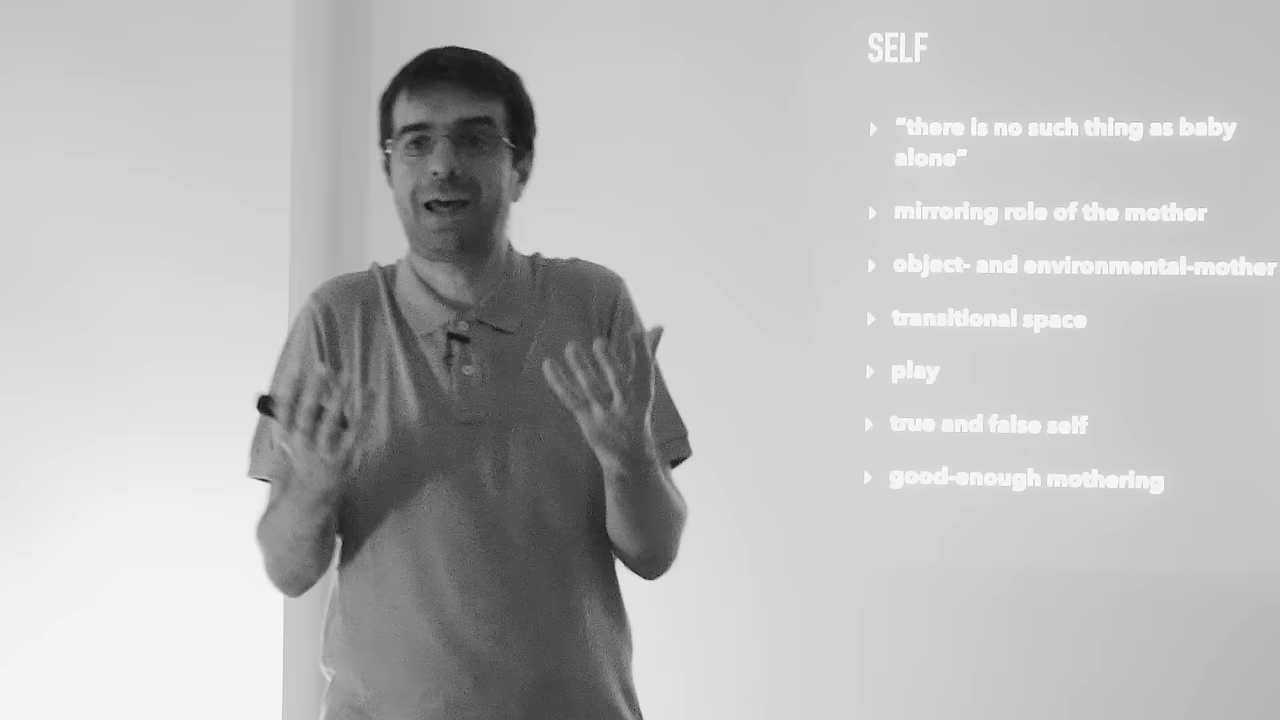 SELF
"there is no such thing as baby
alone"
mirroring role of the mother
object- and environmental-mother
transitional space
play
true and false self
good-enough mothering